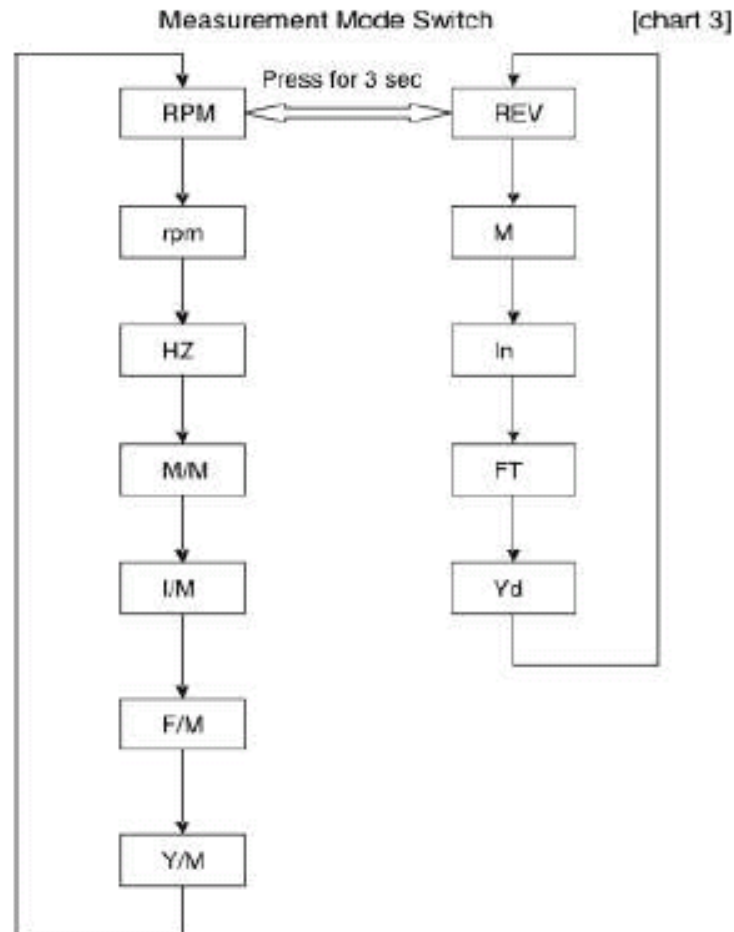 Measurement Mode Switch [chart 3]
Press for 3 sec
RPM
REV
rpm
M
HZ
In
M/M
FT
I/M
Yd
F/M
Y/M